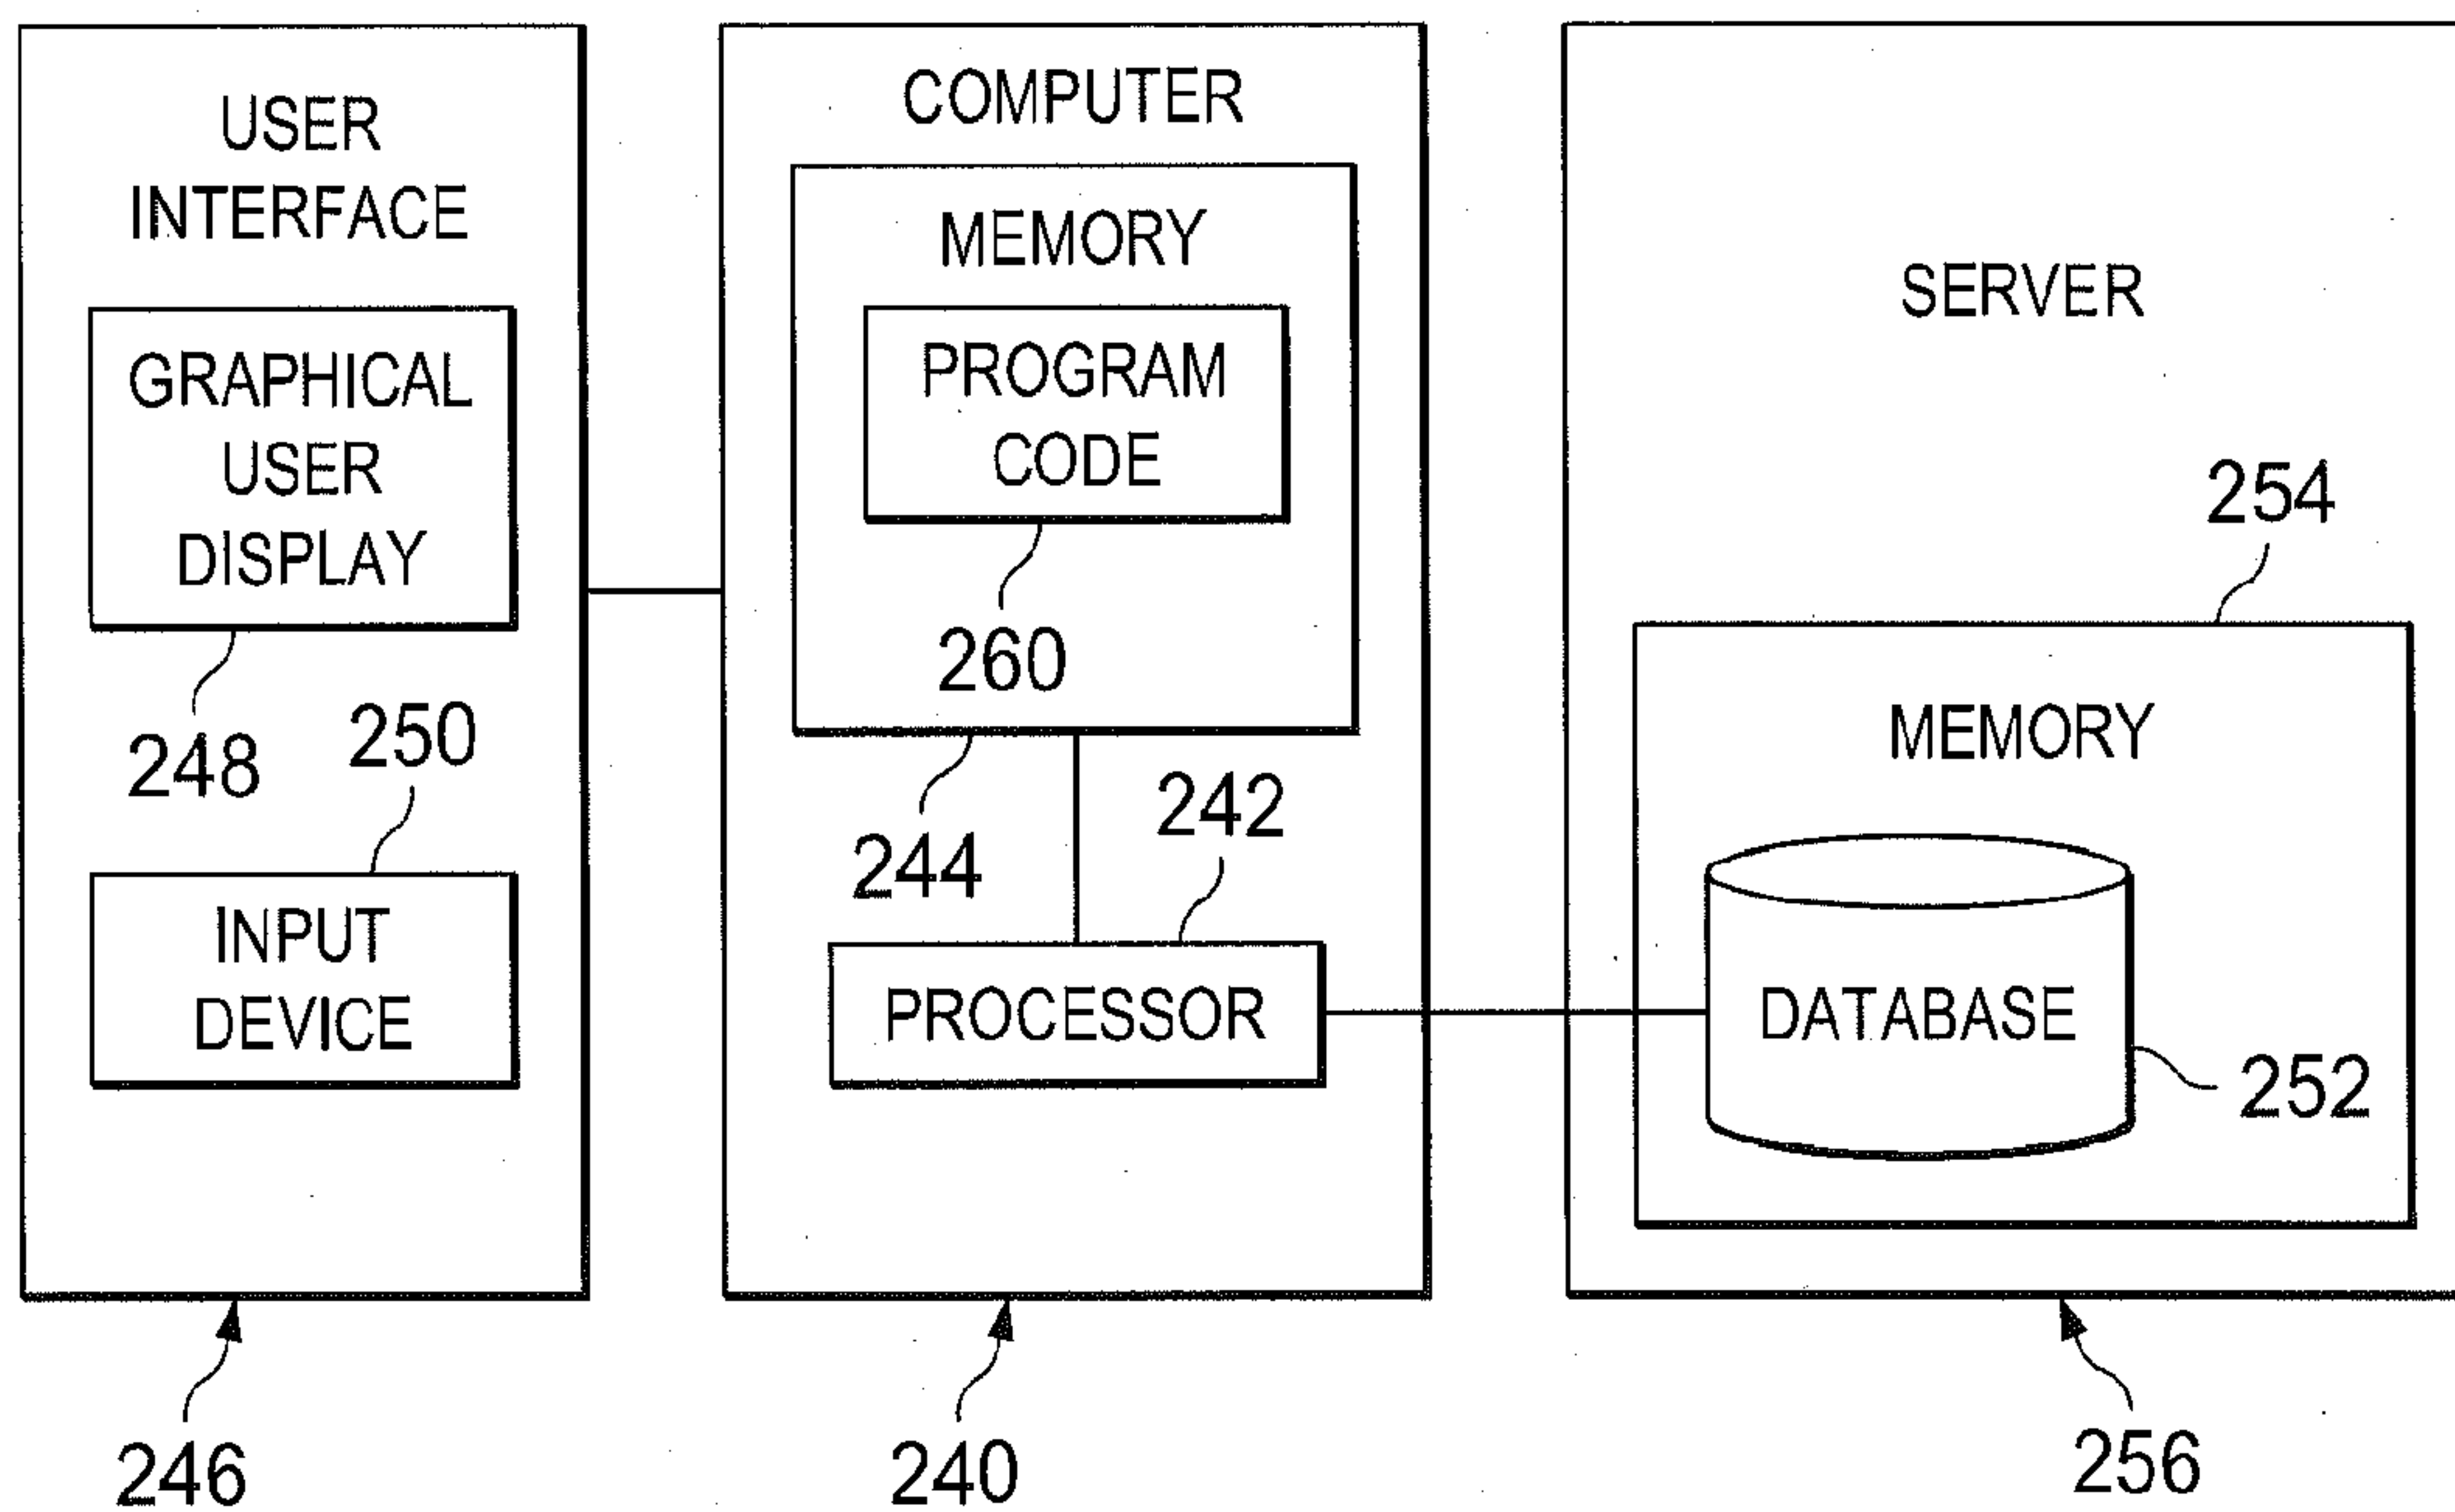 USER
INTERFACE
GRAPHICAL
USER
DISPLAY
248
250
INPUT
DEVICE
246
COMPUTER
MEMORY
PROGRAM
CODE
260
244
242
PROCESSOR
240
SERVER
254
MEMORY
DATABASE
252
256